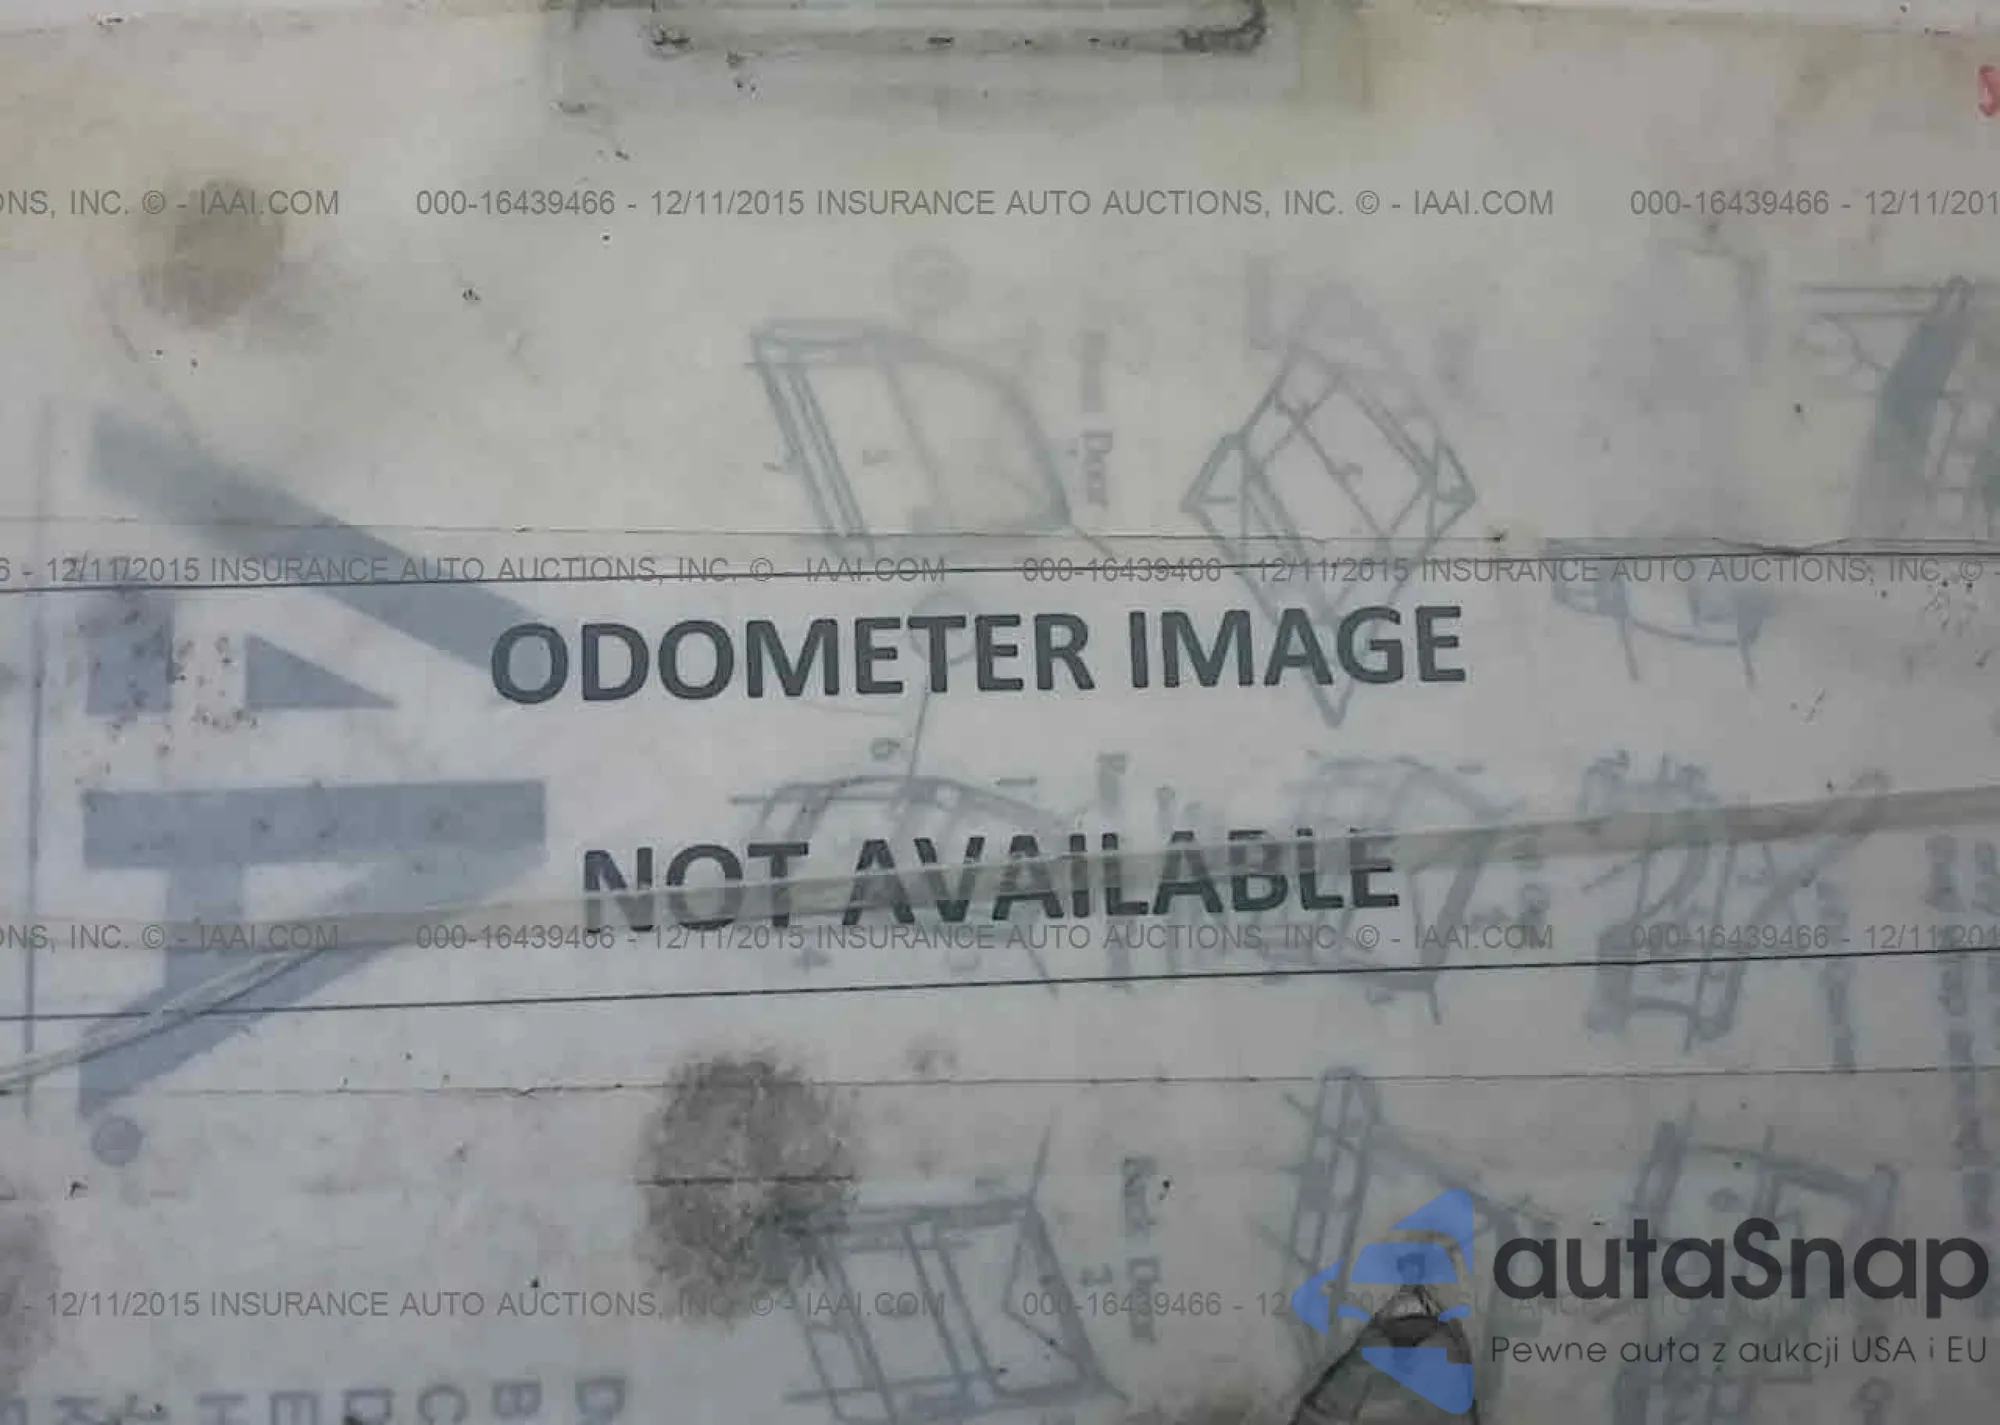 ONS, INC. © - IAAI.COM 000-16439466 - 12/11/2015 INSURANCE AUTO AUCTIONS, INC. © - IAAI.COM 000-16439466 - 12/11/201
Door
6 - 12/11/2015 INSURANCE AUTO AUCTIONS, INC. © - IAAI.COM 000-16439466 - 12/11/2015 INSURANCE AUTO AUCTIONS, INC. © -
ODOMETER IMAGE
NOT AVAILABLE
ONS, INC. © - IAAI.COM 000-16439466 - 12/11/2015 INSURANCE AUTO AUCTIONS, INC. © - IAAI.COM 000-16439466 - 12/11/201
Door
autaSnap
- 12/11/2015 INSURANCE AUTO AUCTIONS, INC. © - IAAI.COM 000-16439466 - 12
Pewne auta z aukcji USA i EU